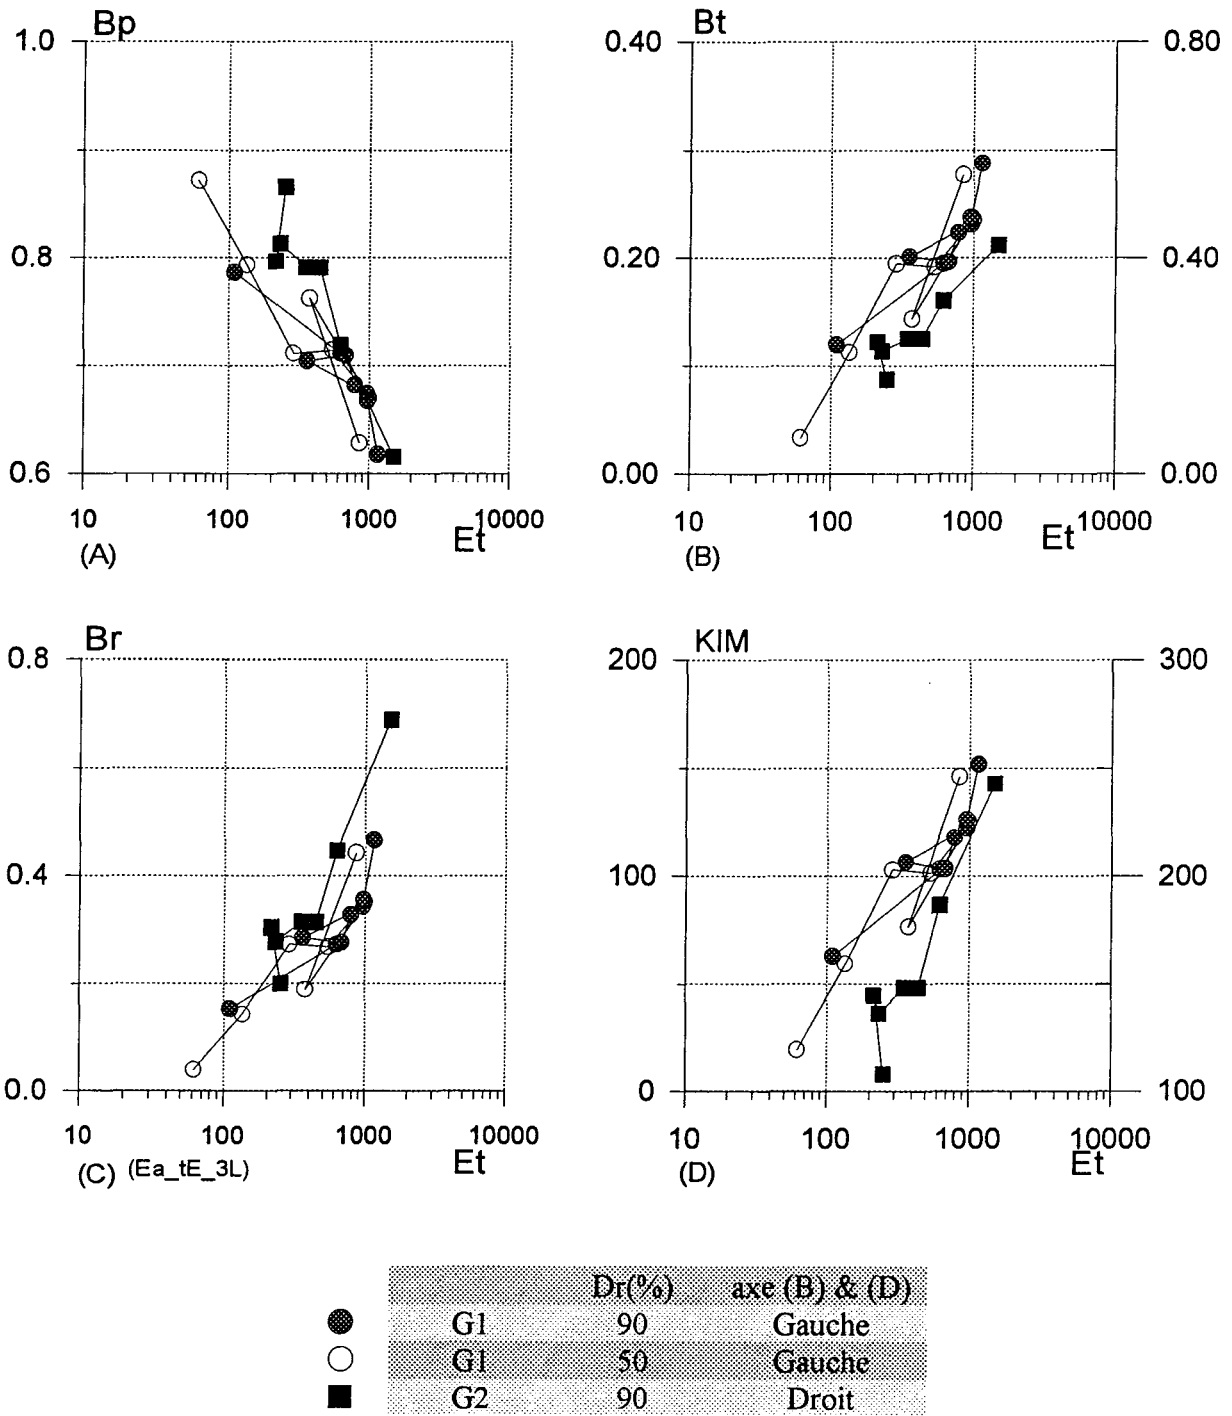 Bp
1.0
0.8
0.6
10 100 1000 10000
Et
(A)
Bt
0.40 0.80
0.20 0.40
0.00 0.00
10 100 1000 10000
Et
(B)
Br
0.8
0.4
0.0
10 100 1000 10000
Et
(C) (Ea_tE_3L)
KIM
200 300
100 200
0 100
10 100 1000 10000
Et
(D)
Dr(%) axe (B) & (D)
G1 90 Gauche
G1 50 Gauche
G2 90 Droit